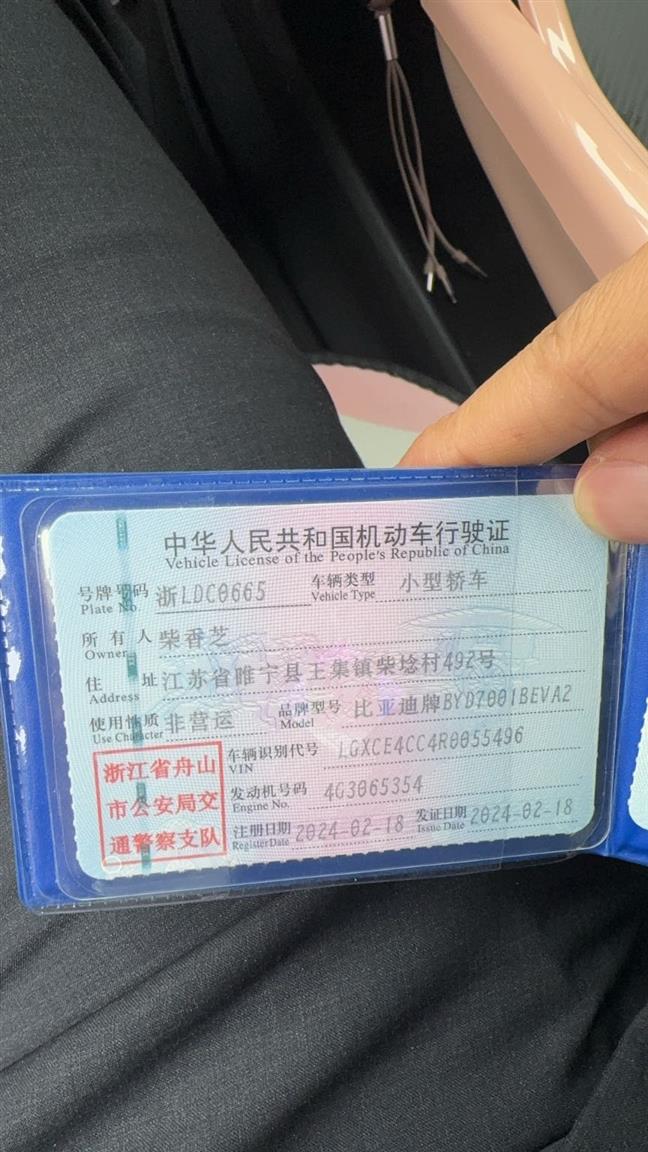 中华人民共和国机动车行驶证
Vehicle License of the People's Republic of China
号牌号码 浙LDC0665 车辆类型 小型轿车
Plate No. Vehicle Type
所有人 柴香芝
Owner
住址 江苏省睢宁县王集镇柴埝村492号
Address
使用性质 非营运 品牌型号 比亚迪牌BYD7001BEVA2
Use Character Model
浙江省舟山
市公安局交
通警察支队
车辆识别代号 LGXCE4CC4R0055496
VIN
发动机号码 4G3065354
Engine No.
注册日期 2024-02-18 发证日期 2024-02-18
Register Date Issue Date